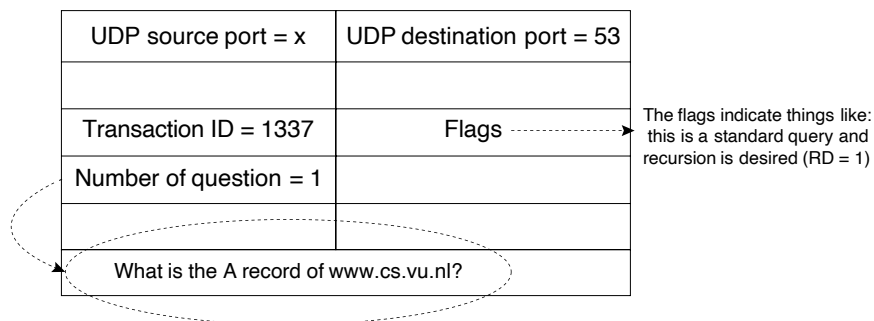 UDP source port = x
UDP destination port = 53
Transaction ID = 1337
Flags
The flags indicate things like:
this is a standard query and
recursion is desired (RD = 1)
Number of question = 1
What is the A record of www.cs.vu.nl?